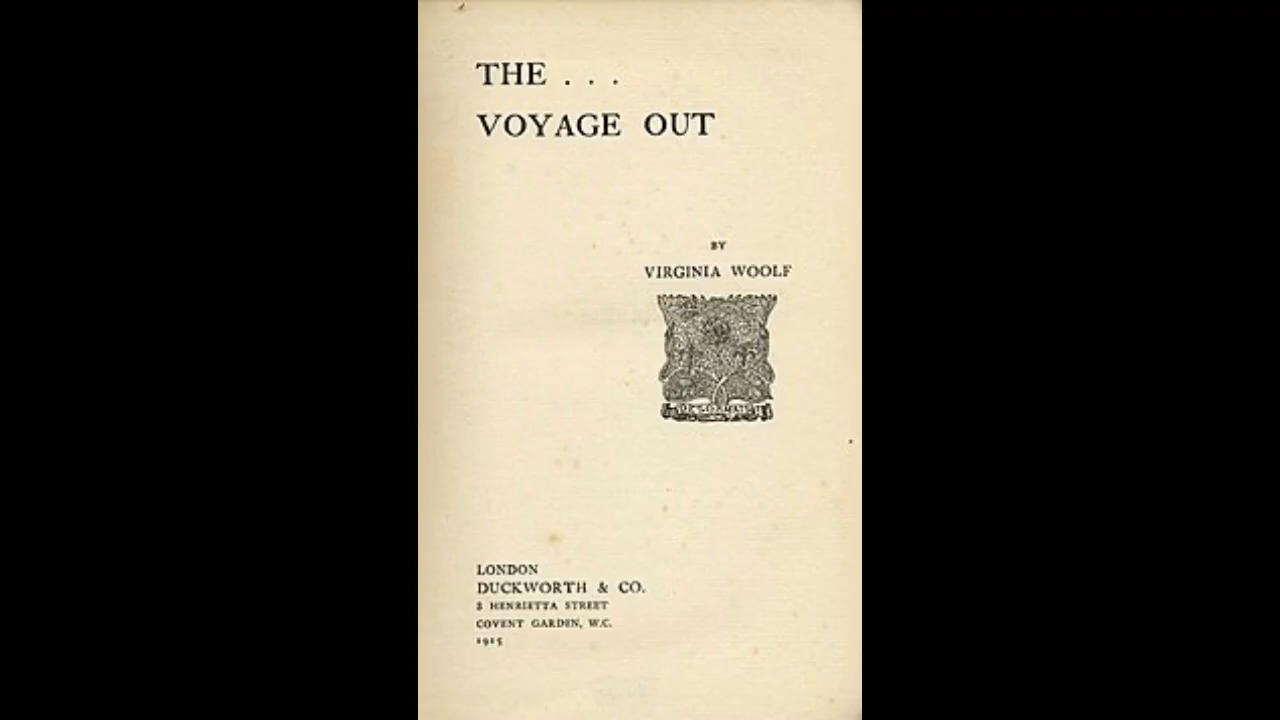 THE . . .
VOYAGE OUT
BY
VIRGINIA WOOLF
LONDON
DUCKWORTH & CO.
3 HENRIETTA STREET
COVENT GARDEN, W.C.
1915